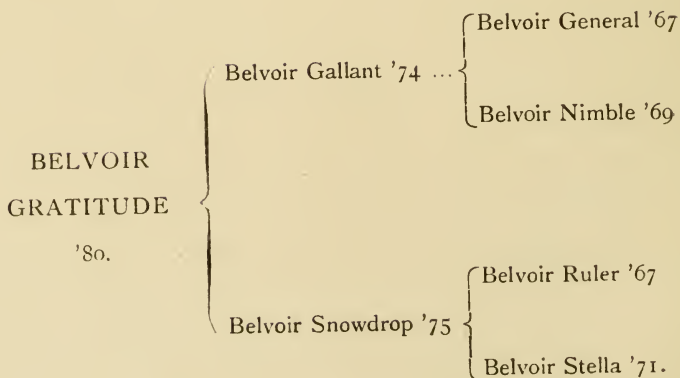 Belvoir General '67
Belvoir Gallant '74 ...
Belvoir Nimble '69
BELVOIR
GRATITUDE
'80.
Belvoir Ruler '67
Belvoir Snowdrop '75
Belvoir Stella '71.